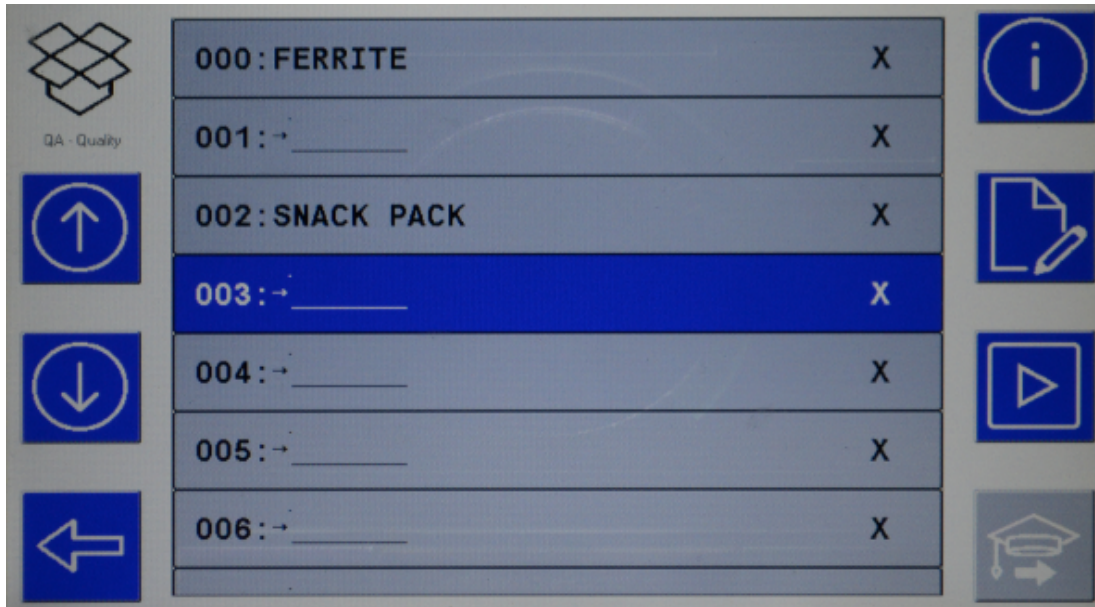 QA - Quality
000:FERRITE X
001:→_______ X
002:SNACK PACK X
003:→_______ X
004:→_______ X
005:→_______ X
006:→_______ X
i